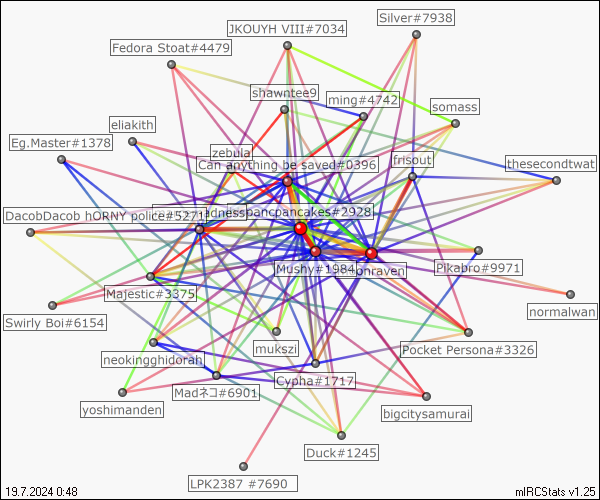 Silver#7938
JKOUYH VIII#7034
Fedora Stoat#4479
shawntee9
ming#4742
somass
eliakith
Eg.Master#1378
zebula
Can anything be saved#0396
frisout
thesecondtwat
DacobDacob hORNY police#5271
dnesspancpancakes#2928
Mushy#1984
onraven
Pikapro#9971
Majestic#3375
normalwan
Swirly Boi#6154
mukszi
Pocket Persona#3326
neokingghidorah
Cypha#1717
Madネコ#6901
yoshimanden
bigcitysamurai
Duck#1245
LPK2387 #7690
19.7.2024 0:48
mIRCStats v1.25